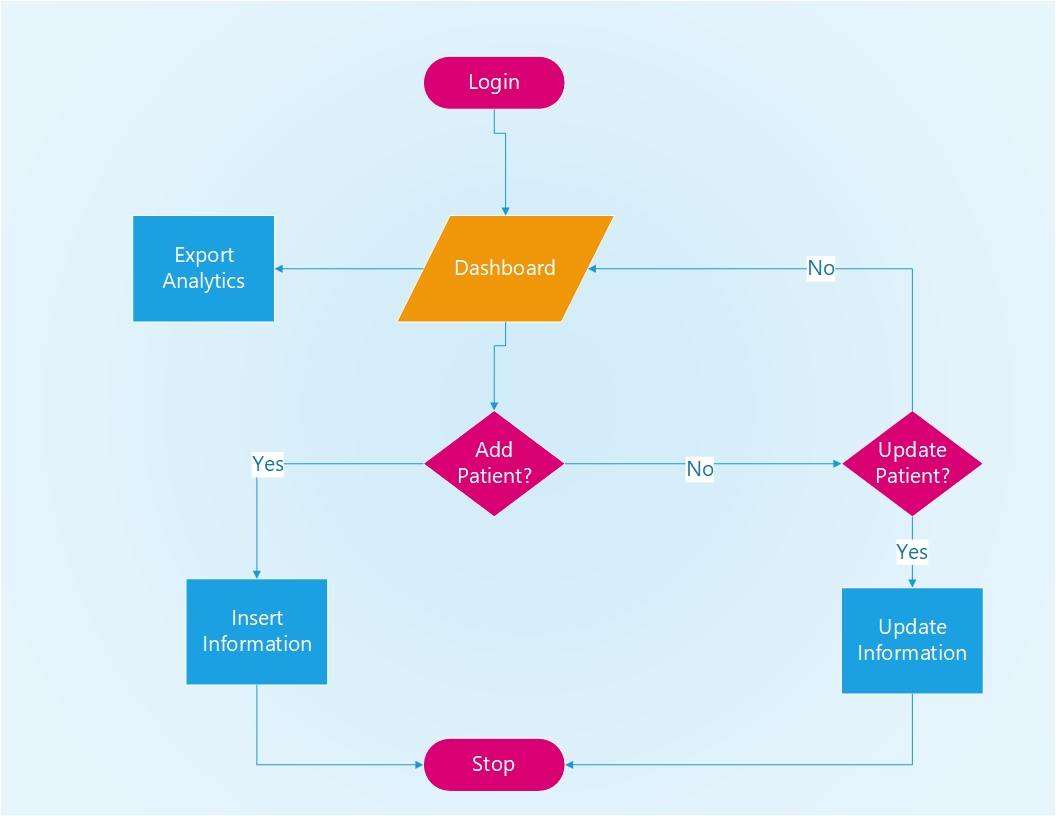 Login
Export
Analytics
Dashboard
No
Add
Patient?
Update
Patient?
Yes
No
Yes
Insert
Information
Update
Information
Stop